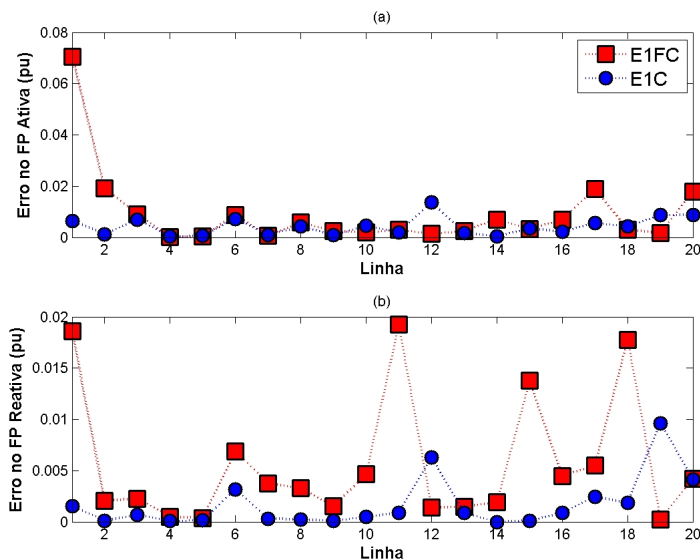 (a)
Erro no FP Ativa (pu)
0.08
0.06
0.04
0.02
0
E1FC
E1C
2 4 6 8 10 12 14 16 18 20
Linha
(b)
Erro no FP Reativa (pu)
0.02
0.015
0.01
0.005
0
2 4 6 8 10 12 14 16 18 20
Linha